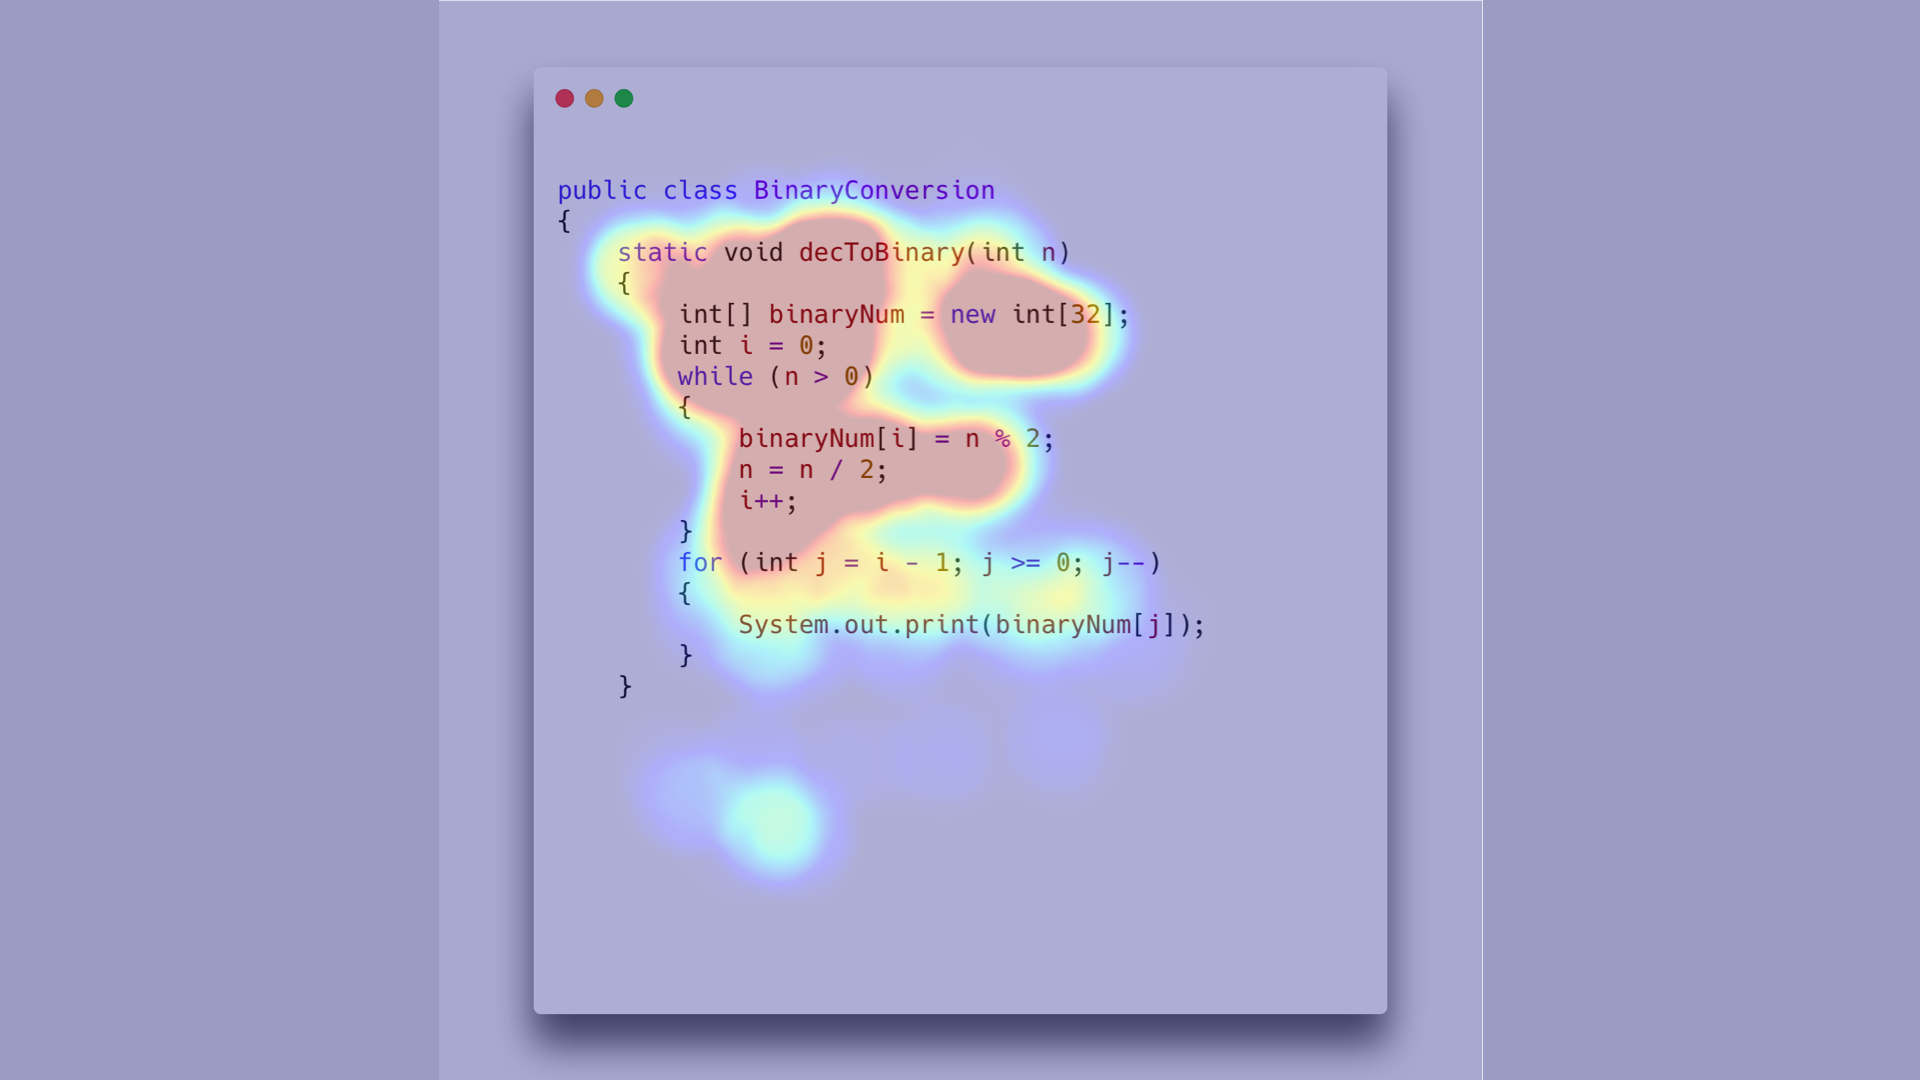 public class BinaryConversion
{
    static void decToBinary(int n)
    {
        int[] binaryNum = new int[32];
        int i = 0;
        while (n > 0)
        {
            binaryNum[i] = n % 2;
            n = n / 2;
            i++;
        }
        for (int j = i - 1; j >= 0; j--)
        {
            System.out.print(binaryNum[j]);
        }
    }